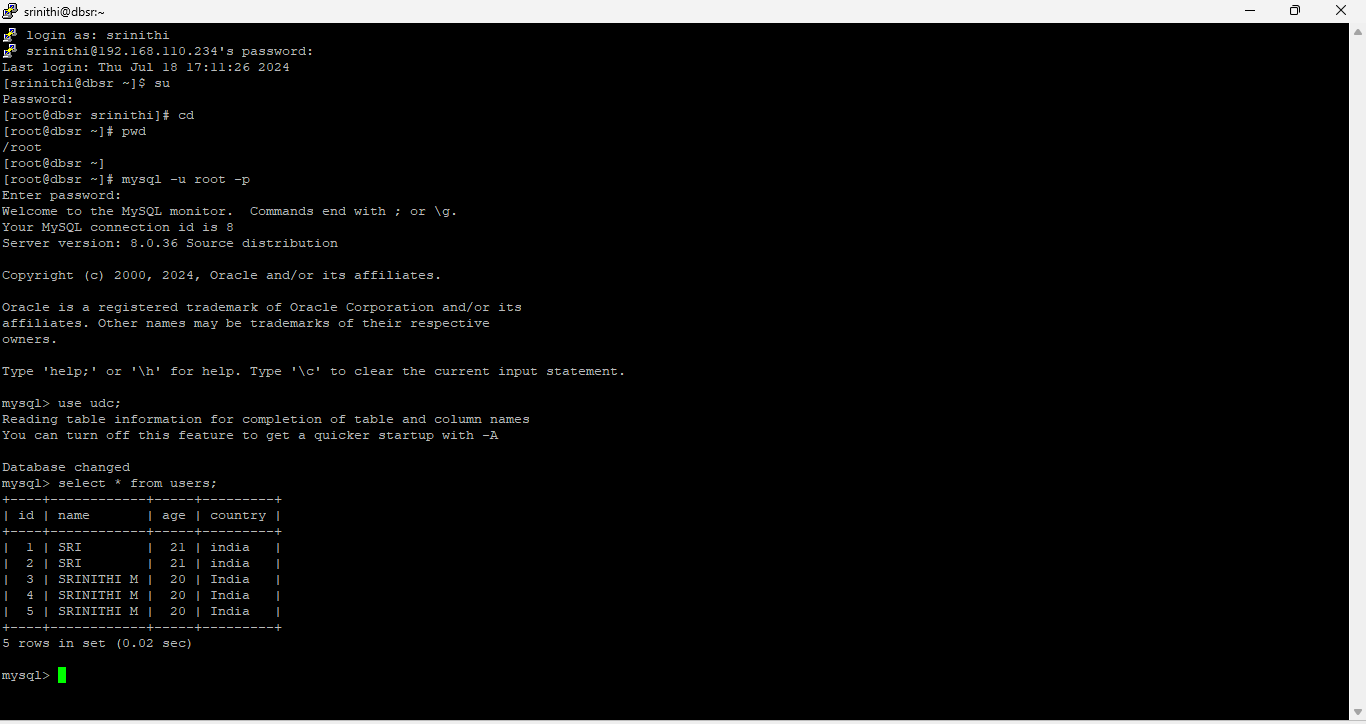 srinithi@dbsr:~
login as: srinithi
srinithi@192.168.110.234's password:
Last login: Thu Jul 18 17:11:26 2024
[srinithi@dbsr ~]$ su
Password:
[root@dbsr srinithi]# cd
[root@dbsr ~]# pwd
/root
[root@dbsr ~]
[root@dbsr ~]# mysql -u root -p
Enter password:
Welcome to the MySQL monitor.  Commands end with ; or \g.
Your MySQL connection id is 8
Server version: 8.0.36 Source distribution

Copyright (c) 2000, 2024, Oracle and/or its affiliates.

Oracle is a registered trademark of Oracle Corporation and/or its
affiliates. Other names may be trademarks of their respective
owners.

Type 'help;' or '\h' for help. Type '\c' to clear the current input statement.

mysql> use udc;
Reading table information for completion of table and column names
You can turn off this feature to get a quicker startup with -A

Database changed
mysql> select * from users;
+----+------------+-----+---------+
| id | name       | age | country |
+----+------------+-----+---------+
|  1 | SRI        |  21 | india   |
|  2 | SRI        |  21 | india   |
|  3 | SRINITHI M |  20 | India   |
|  4 | SRINITHI M |  20 | India   |
|  5 | SRINITHI M |  20 | India   |
+----+------------+-----+---------+
5 rows in set (0.02 sec)

mysql>